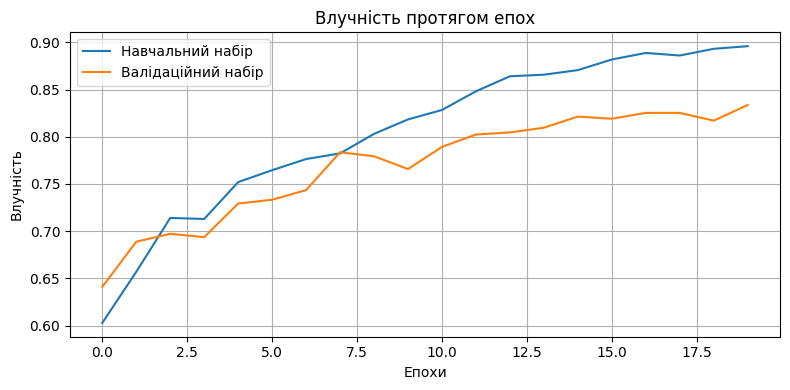 Влучність протягом епох
Навчальний набір
Валідаційний набір
Влучність
0.90
0.85
0.80
0.75
0.70
0.65
0.60
0.0 2.5 5.0 7.5 10.0 12.5 15.0 17.5
Епохи